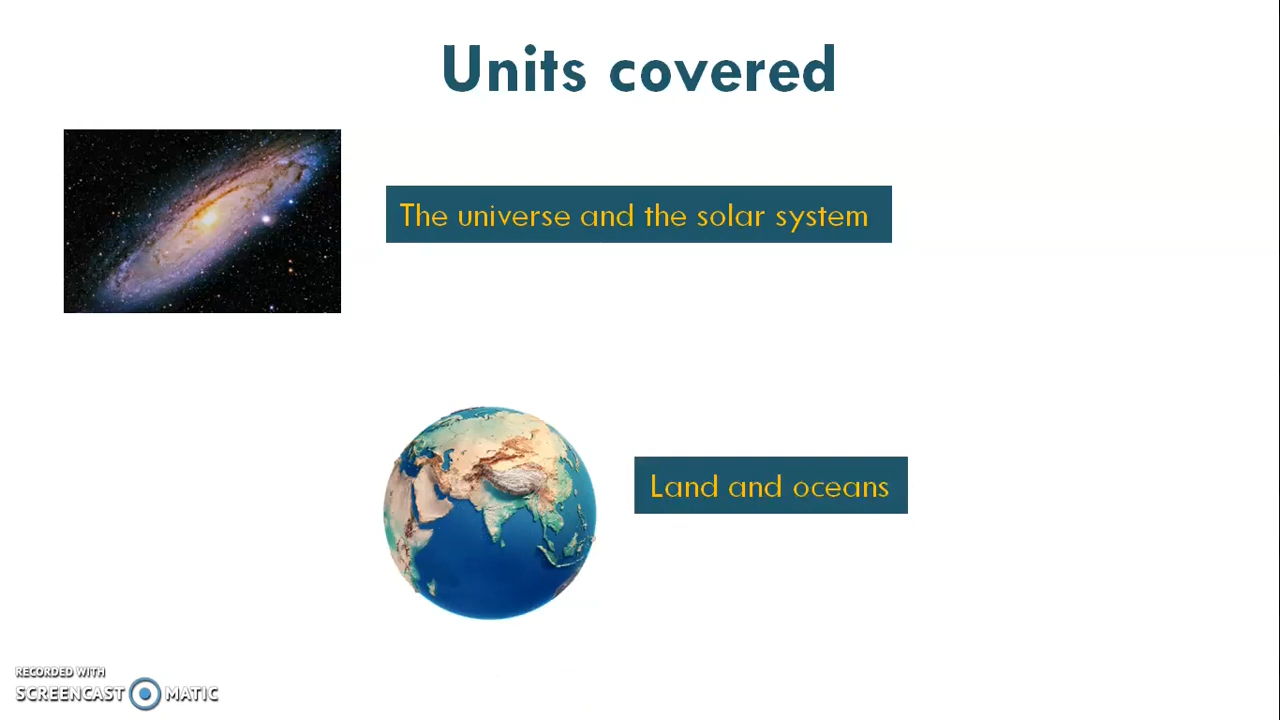 Units covered
The universe and the solar system
Land and oceans
RECORDED WITH
SCREENCAST MATIC